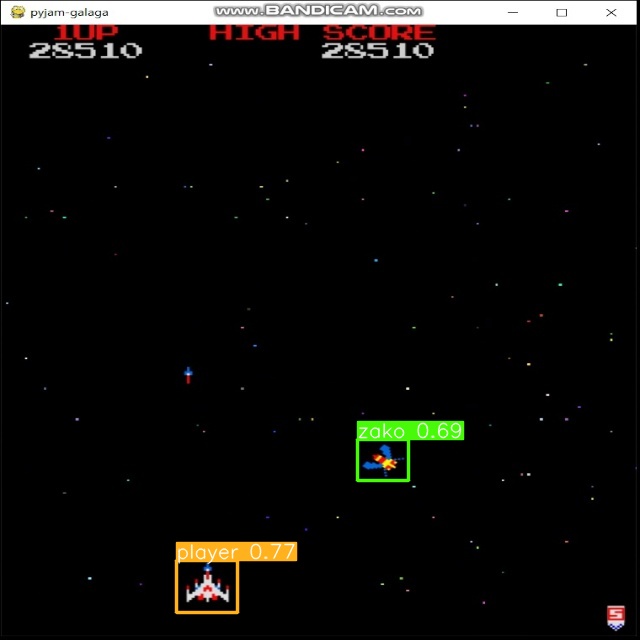 pyjam-galaga
www.BANDICAM.com
1UP HIGH SCORE
28510 28510
zako 0.69
player 0.77
5